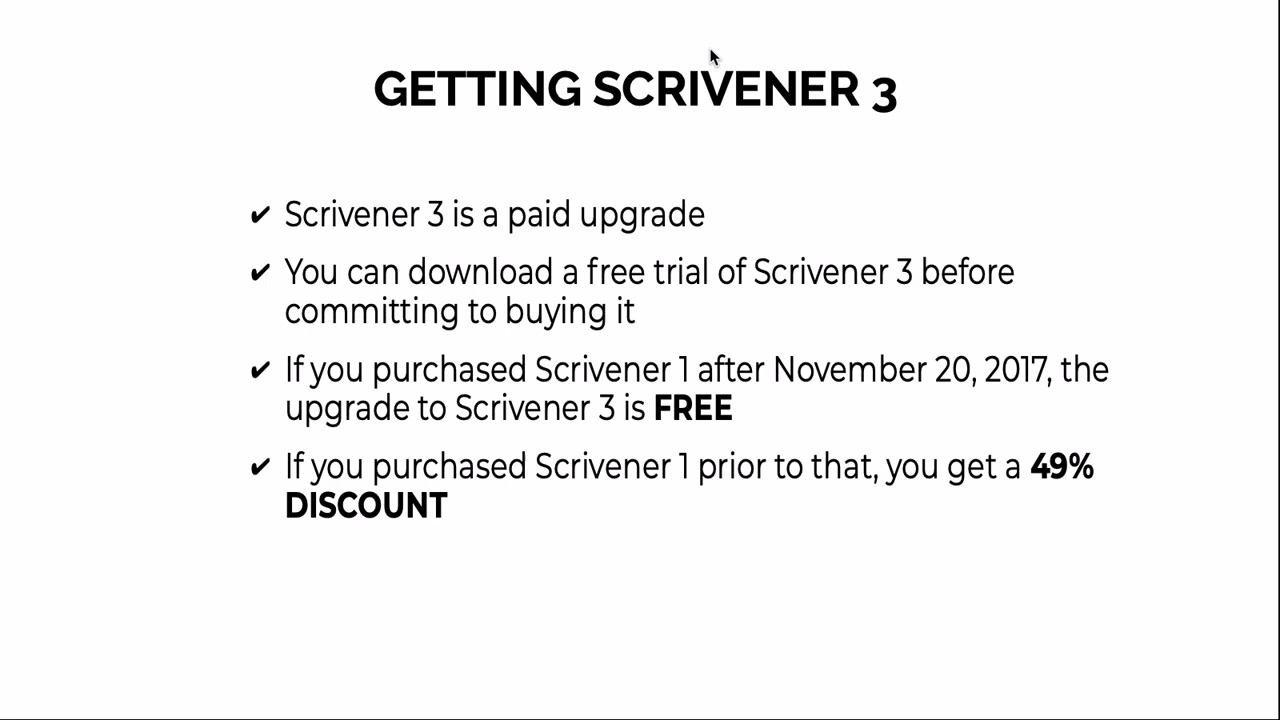 GETTING SCRIVENER 3
✔ Scrivener 3 is a paid upgrade
✔ You can download a free trial of Scrivener 3 before
committing to buying it
✔ If you purchased Scrivener 1 after November 20, 2017, the
upgrade to Scrivener 3 is FREE
✔ If you purchased Scrivener 1 prior to that, you get a 49%
DISCOUNT